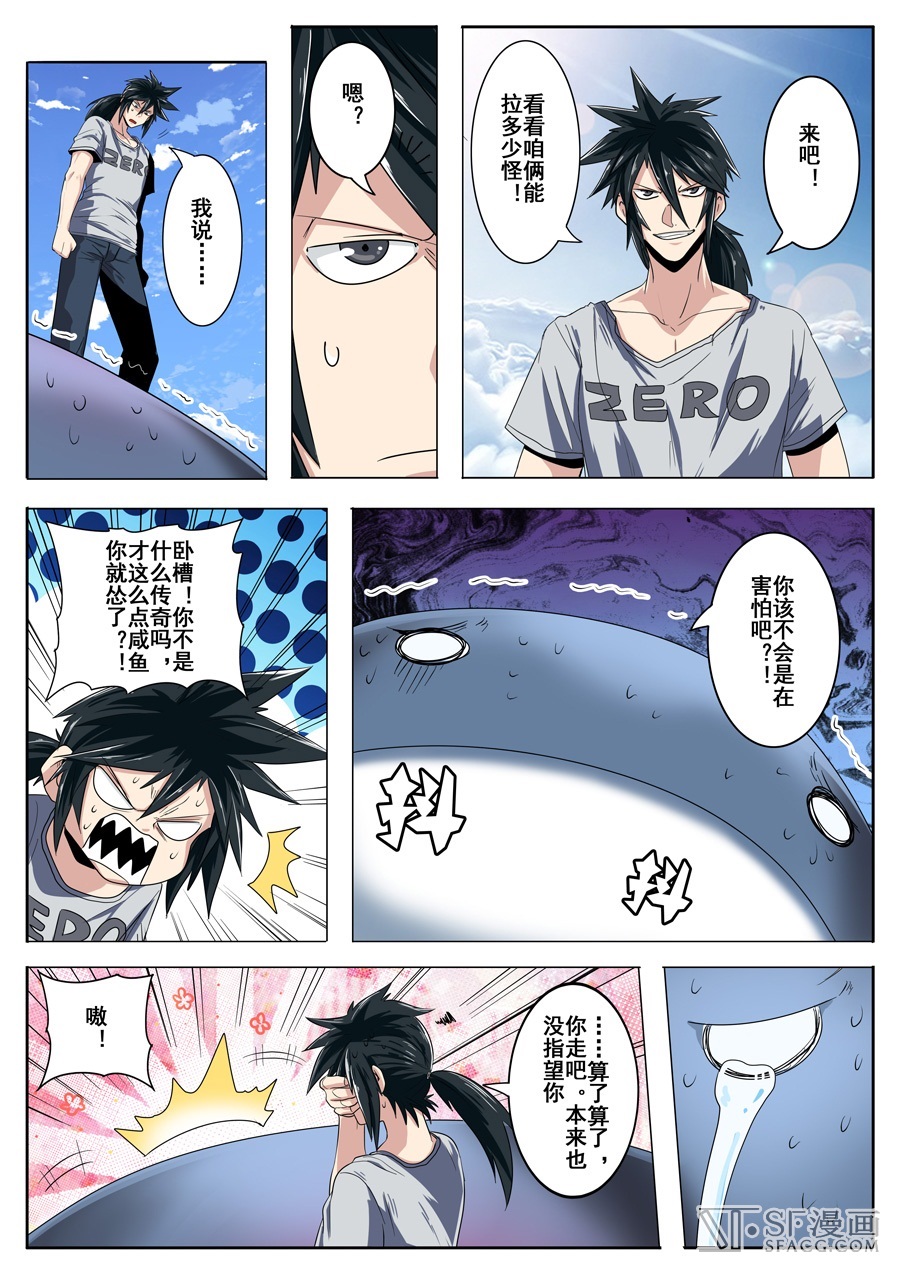 来吧！
看看咱俩能
拉多少怪！
ZERO
嗯？
我说……
ZERO
你该不会是在
害怕吧？！
抖
抖
卧槽！你不是
什么传奇吗，
才这么点咸鱼
你就怂了？！
ZERO
……算了算了，
你走吧。本来也
没指望你
嗷！
SF漫画
SFACG.COM